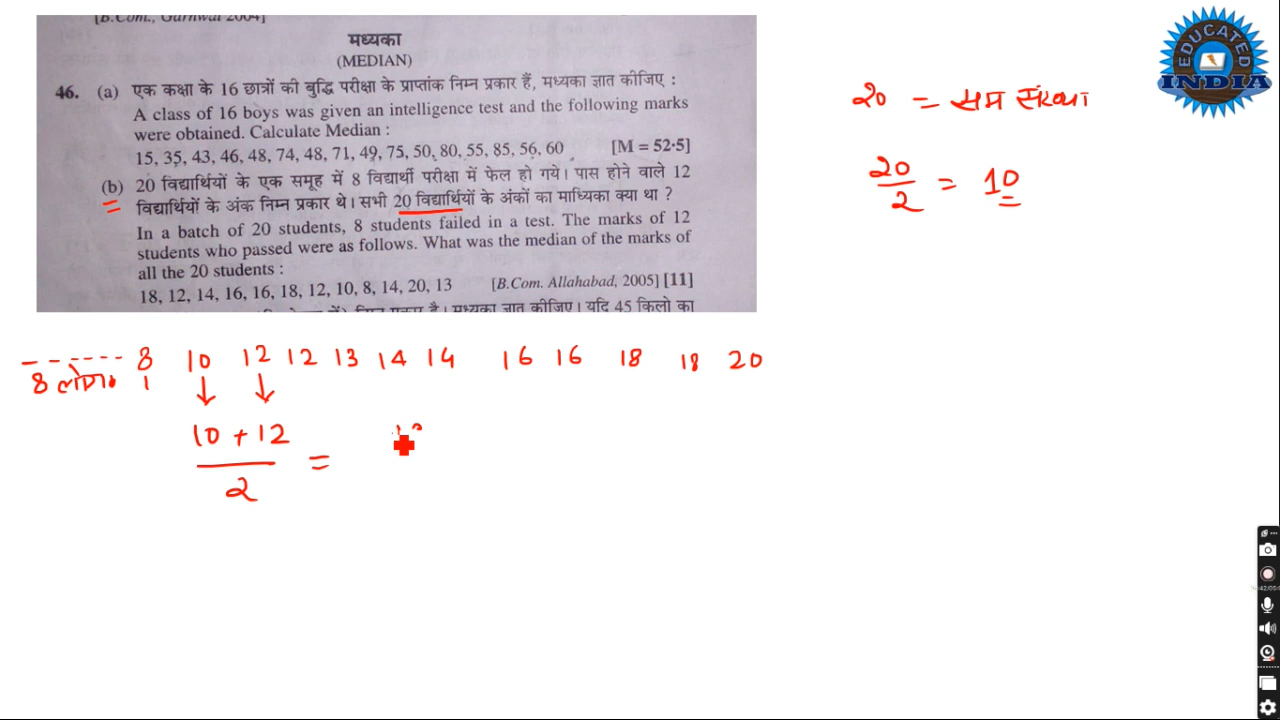 [B.Com., Garhwal 2004]
मध्यका
(MEDIAN)
46. (a) एक कक्षा के 16 छात्रों की बुद्धि परीक्षा के प्राप्तांक निम्न प्रकार हैं, मध्यका ज्ञात कीजिए :
A class of 16 boys was given an intelligence test and the following marks
were obtained. Calculate Median :
15, 35, 43, 46, 48, 74, 48, 71, 49, 75, 50, 80, 55, 85, 56, 60 [M = 52·5]
(b) 20 विद्यार्थियों के एक समूह में 8 विद्यार्थी परीक्षा में फेल हो गये। पास होने वाले 12
विद्यार्थियों के अंक निम्न प्रकार थे। सभी 20 विद्यार्थियों के अंकों का माध्यिका क्या था ?
In a batch of 20 students, 8 students failed in a test. The marks of 12
students who passed were as follows. What was the median of the marks of
all the 20 students :
18, 12, 14, 16, 16, 18, 12, 10, 8, 14, 20, 13 [B.Com. Allahabad, 2005] [11]
मध्यका ज्ञात कीजिए। यदि 45 किलो का
EDUCATED
INDIA
20 = सम संख्या
20/2 = 10
8 10 12 12 13 14 14 16 16 18 18 20
8 1
10 + 12 / 2 =